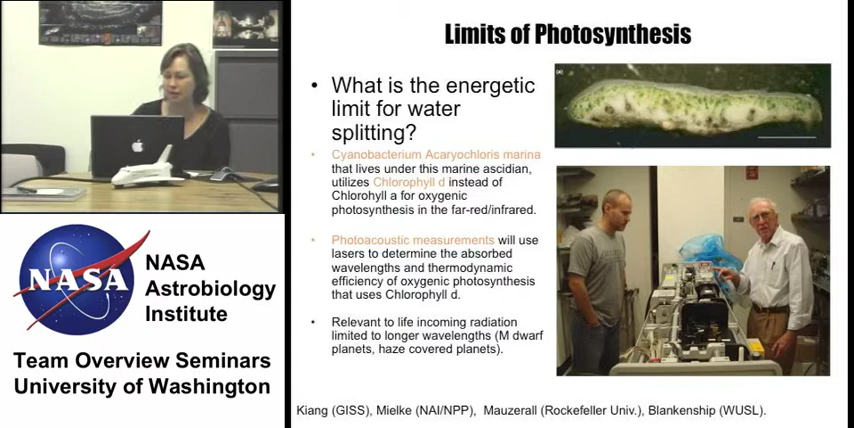 NASA
NASA
Astrobiology
Institute
Team Overview Seminars
University of Washington
Limits of Photosynthesis
• What is the energetic
limit for water
splitting?
• Cyanobacterium Acaryochloris marina
that lives under this marine ascidian,
utilizes Chlorophyll d instead of
Chlorohyll a for oxygenic
photosynthesis in the far-red/infrared.
• Photoacoustic measurements will use
lasers to determine the absorbed
wavelengths and thermodynamic
efficiency of oxygenic photosynthesis
that uses Chlorophyll d.
• Relevant to life incoming radiation
limited to longer wavelengths (M dwarf
planets, haze covered planets).
Kiang (GISS), Mielke (NAI/NPP), Mauzerall (Rockefeller Univ.), Blankenship (WUSL).